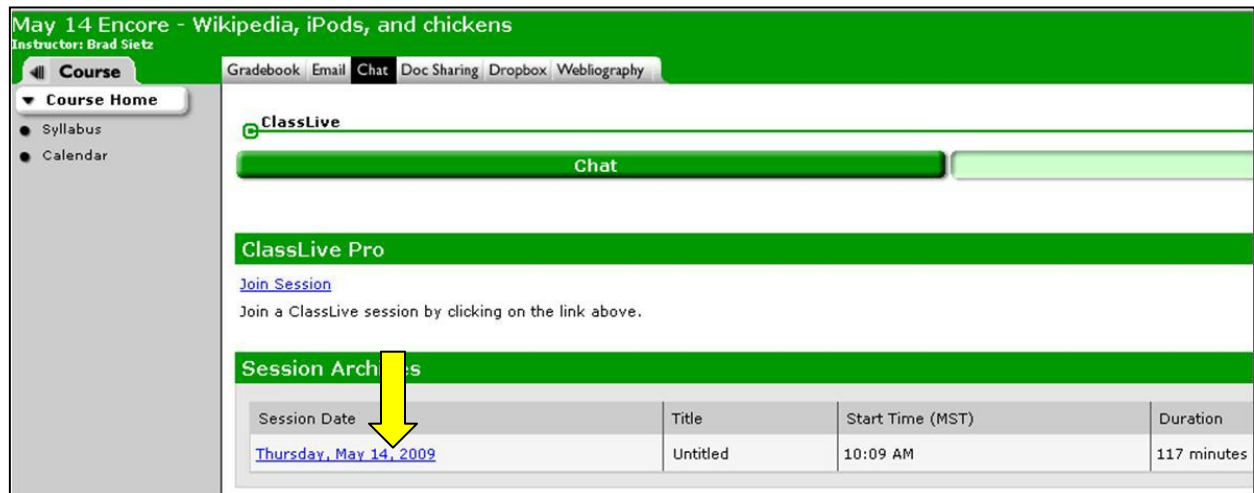 May 14 Encore - Wikipedia, iPods, and chickens
Instructor: Brad Sietz
Course
Gradebook Email Chat Doc Sharing Dropbox Webliography
Course Home
Syllabus
Calendar
ClassLive
Chat
ClassLive Pro
Join Session
Join a ClassLive session by clicking on the link above.
Session Archives
Session Date Title Start Time (MST) Duration
Thursday, May 14, 2009 Untitled 10:09 AM 117 minutes